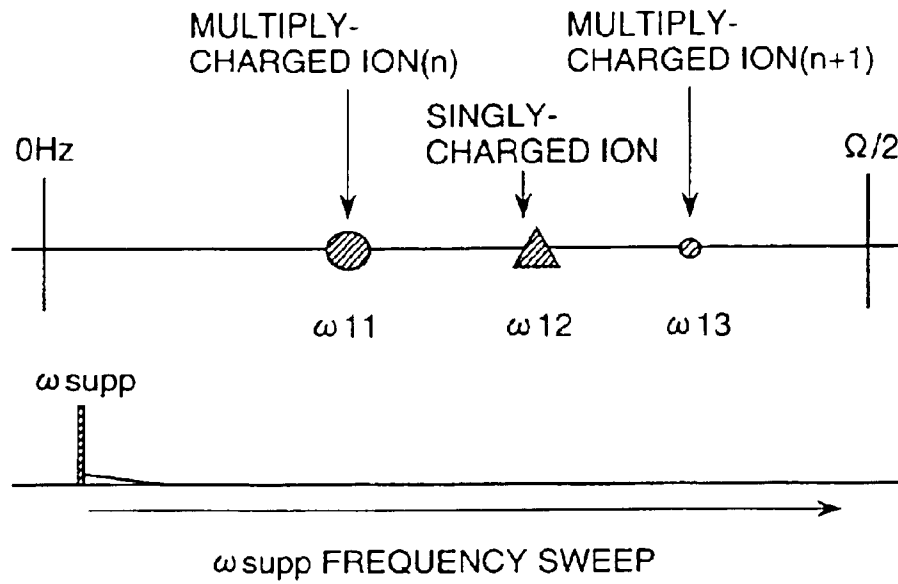 MULTIPLY-
CHARGED ION(n)
MULTIPLY-
CHARGED ION(n+1)
SINGLY-
CHARGED ION
0Hz
Ω/2
ω11
ω12
ω13
ωsupp
ωsupp FREQUENCY SWEEP